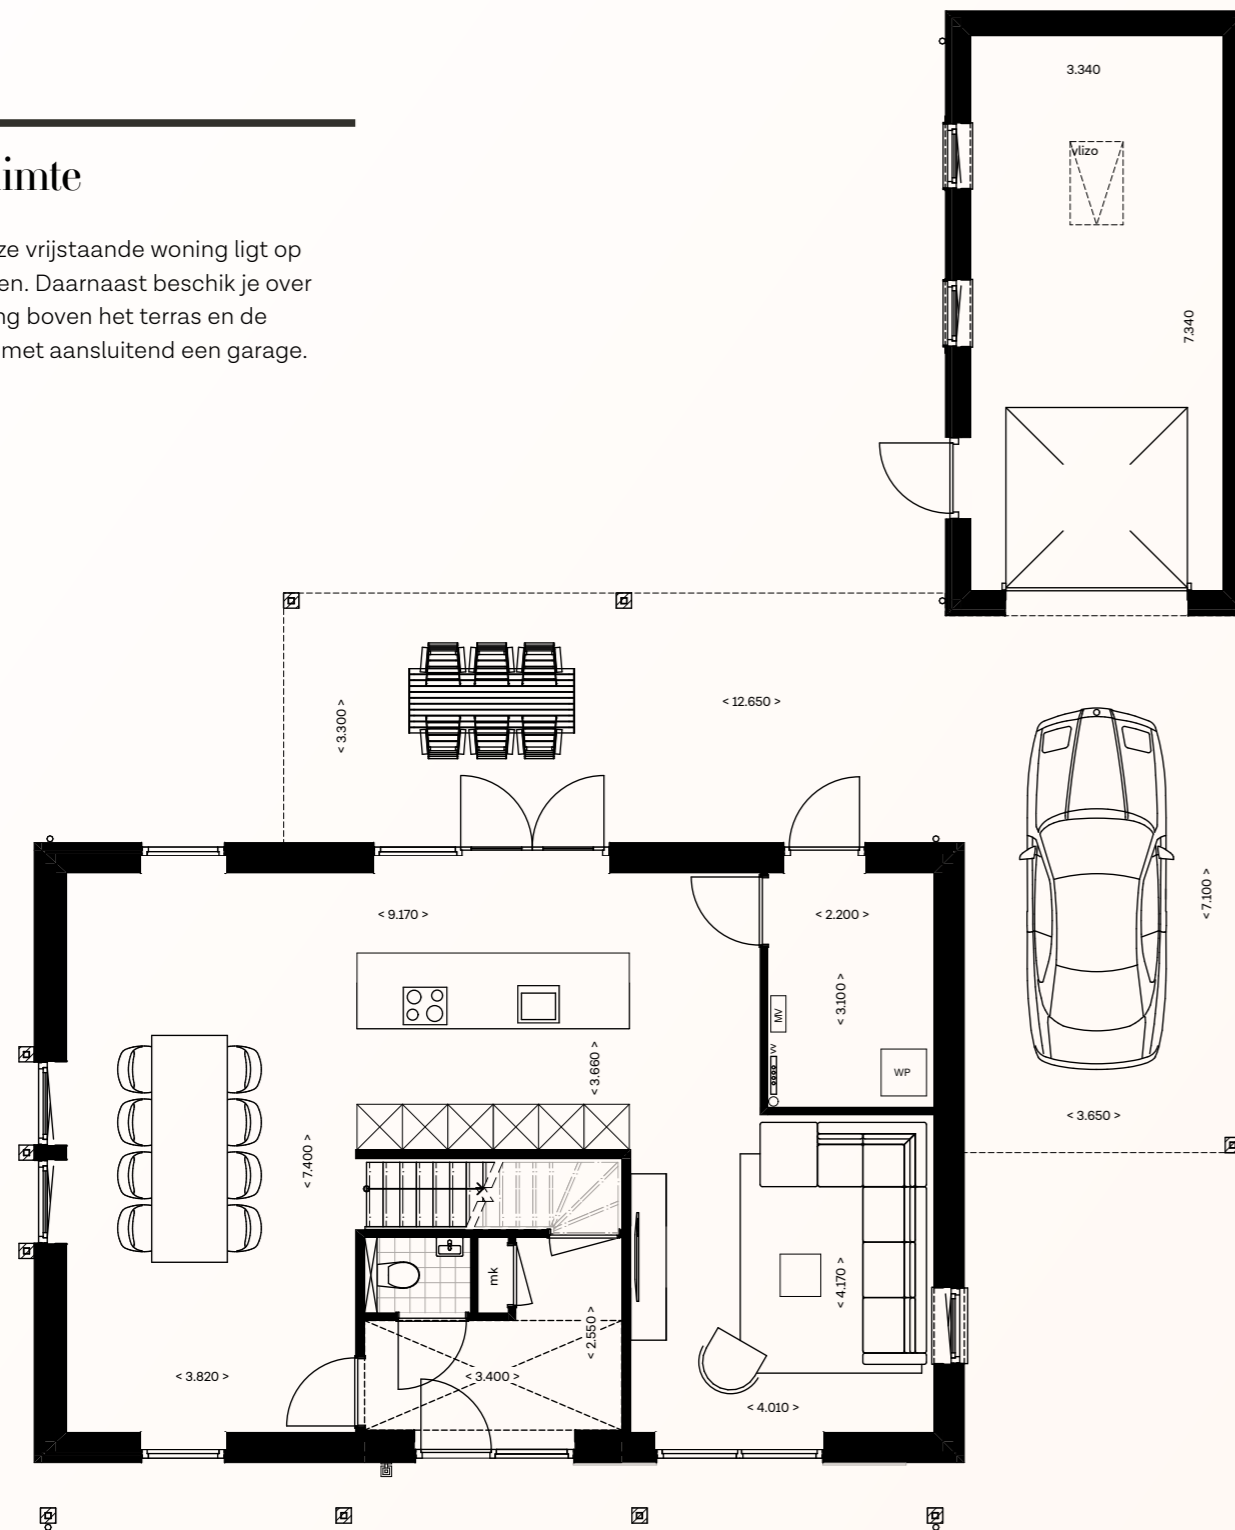 imte
ze vrijstaande woning ligt op
en. Daarnaast beschik je over
ng boven het terras en de
met aansluitend een garage.
3.340
vlizo
7.340
< 3.300 >
< 12.650 >
< 7.100 >
< 3.650 >
< 9.170 >
< 2.200 >
< 3.100 >
MV
VV
WP
< 3.660 >
< 7.400 >
mk
< 2.550 >
< 4.170 >
< 3.820 >
< 3.400 >
< 4.010 >